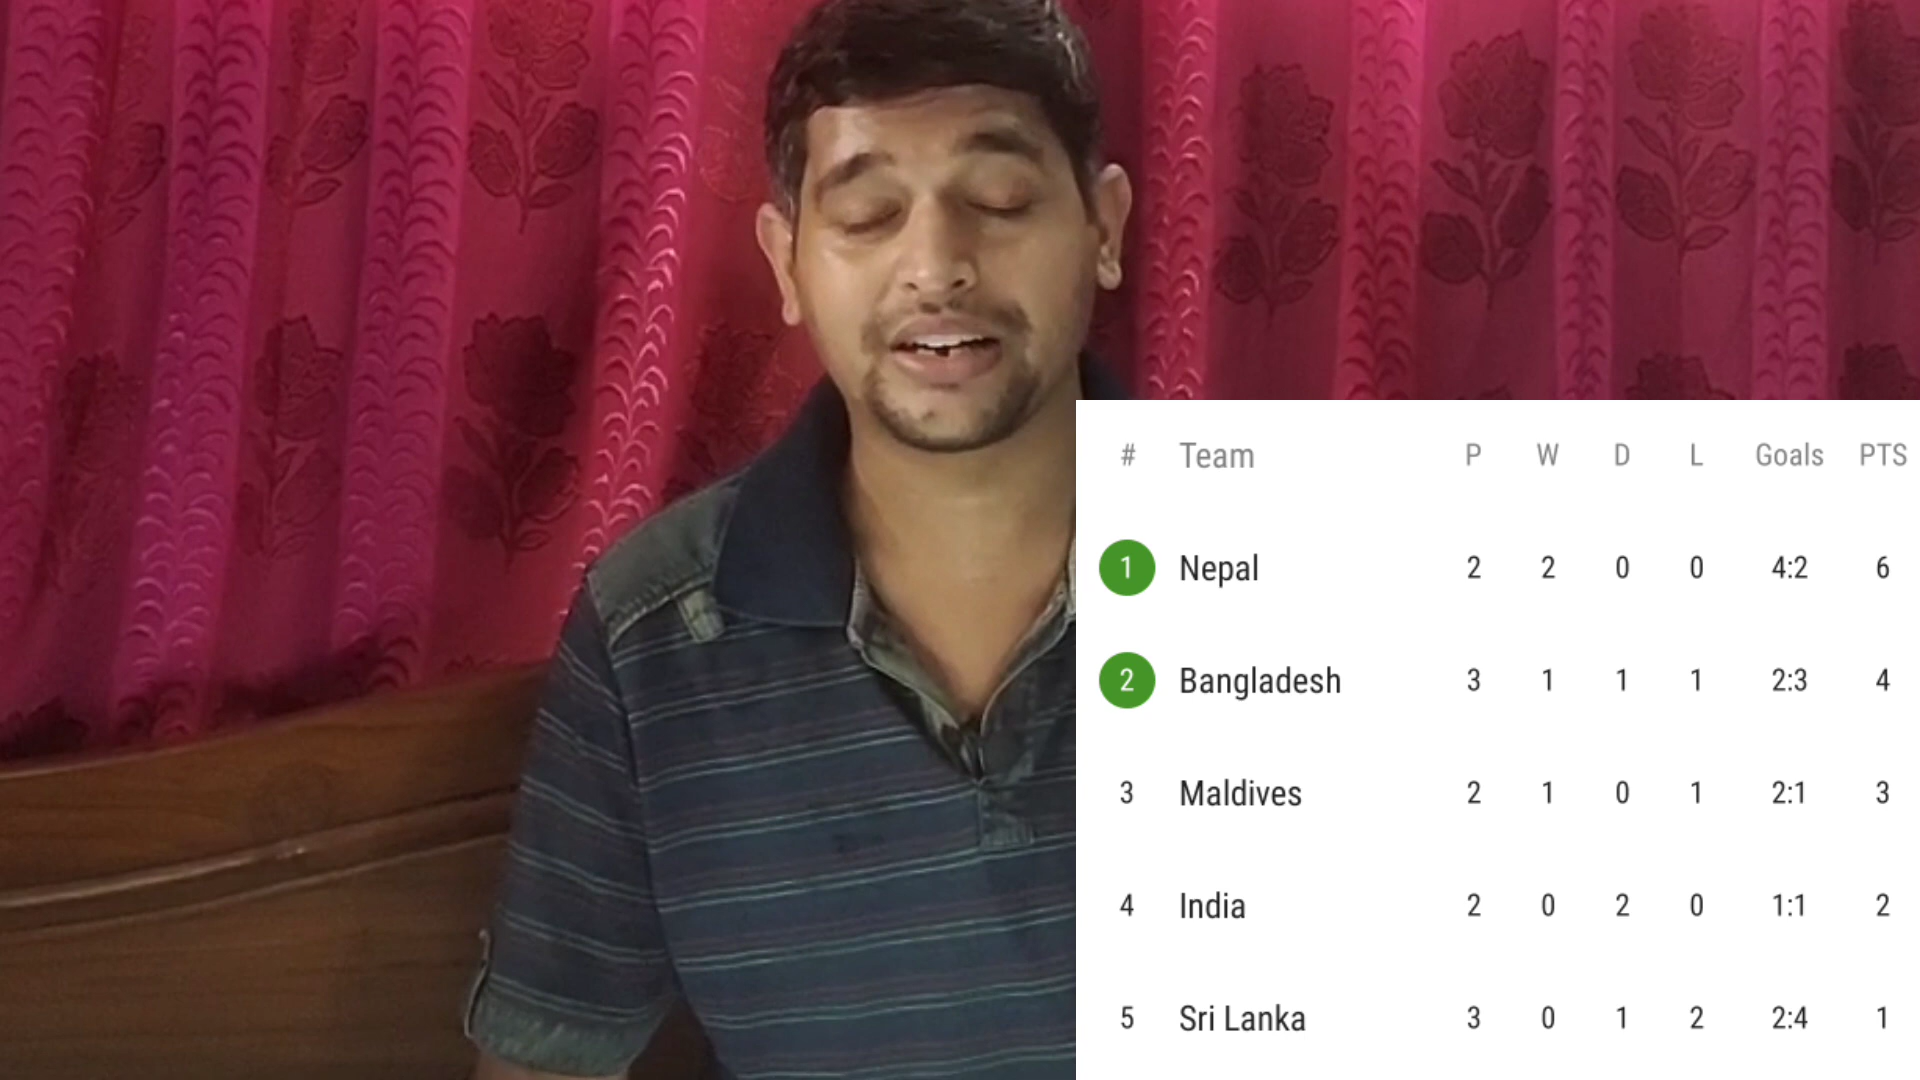 # Team P W D L Goals PTS
1 Nepal 2 2 0 0 4:2 6
2 Bangladesh 3 1 1 1 2:3 4
3 Maldives 2 1 0 1 2:1 3
4 India 2 0 2 0 1:1 2
5 Sri Lanka 3 0 1 2 2:4 1